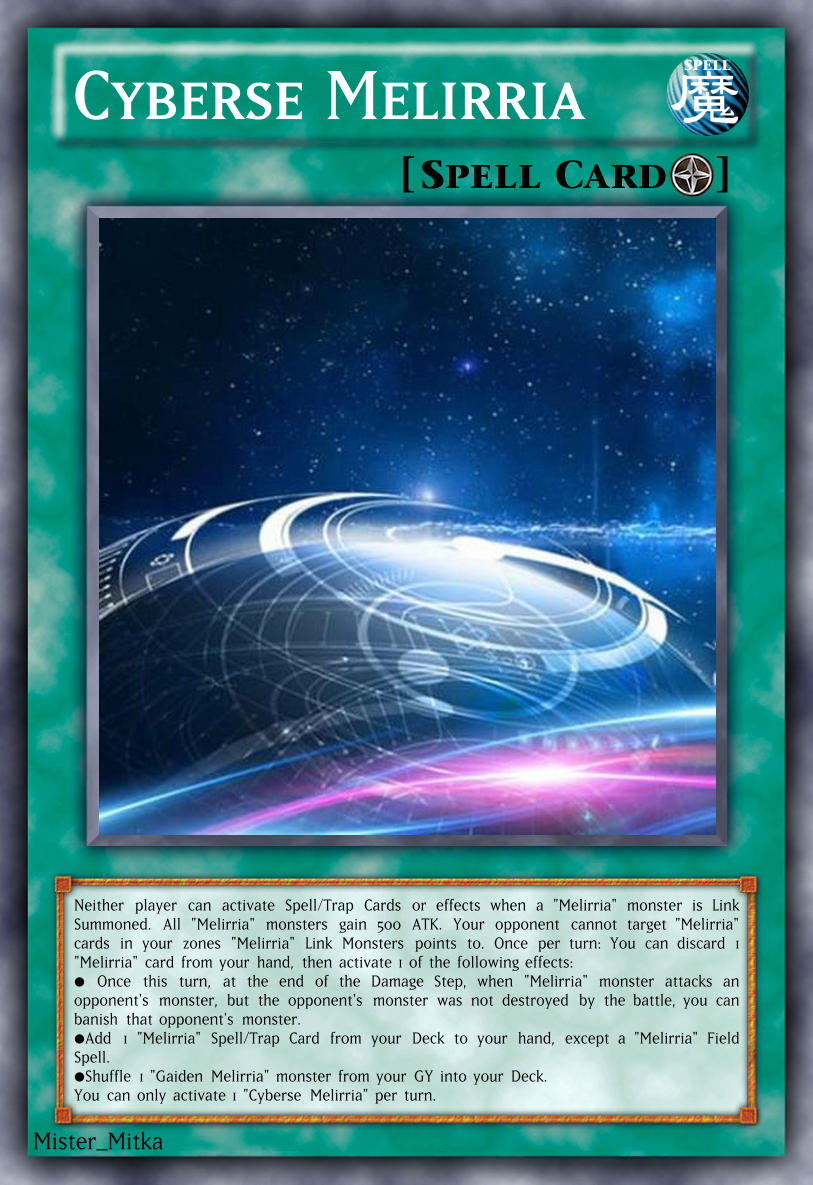 Cyberse Melirria
SPELL
魔
[Spell Card]
Neither player can activate Spell/Trap Cards or effects when a "Melirria" monster is Link
Summoned. All "Melirria" monsters gain 500 ATK. Your opponent cannot target "Melirria"
cards in your zones "Melirria" Link Monsters points to. Once per turn: You can discard 1
"Melirria" card from your hand, then activate 1 of the following effects:
● Once this turn, at the end of the Damage Step, when "Melirria" monster attacks an
opponent's monster, but the opponent's monster was not destroyed by the battle, you can
banish that opponent's monster.
●Add 1 "Melirria" Spell/Trap Card from your Deck to your hand, except a "Melirria" Field
Spell.
●Shuffle 1 "Gaiden Melirria" monster from your GY into your Deck.
You can only activate 1 "Cyberse Melirria" per turn.
Mister_Mitka